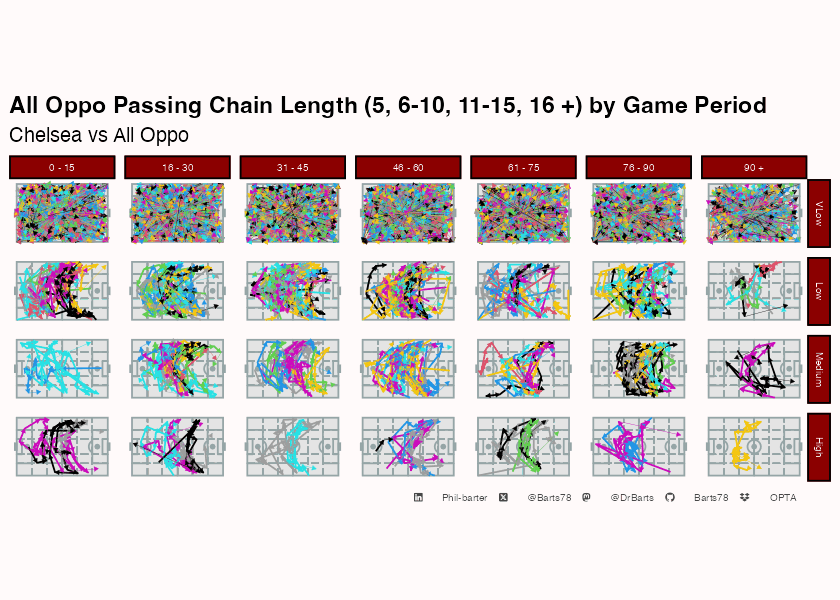 All Oppo Passing Chain Length (5, 6-10, 11-15, 16 +) by Game Period
Chelsea vs All Oppo
0 - 15 16 - 30 31 - 45 46 - 60 61 - 75 76 - 90 90 +
VLow
Low
Medium
High
Phil-barter @Barts78 @DrBarts Barts78 OPTA